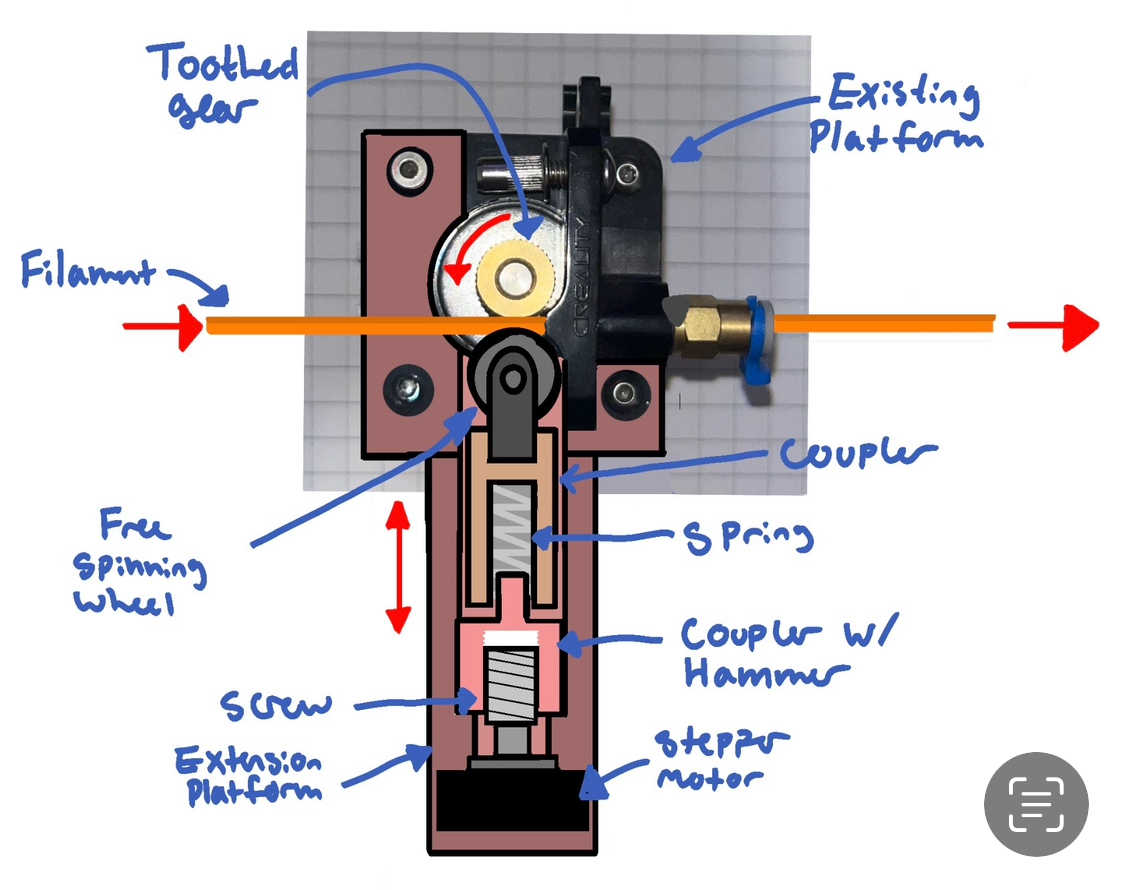 Toothed
gear
Existing
Platform
Filament
CREALITY
Coupler
Spring
Free
Spinning
Wheel
Coupler w/
Hammer
Screw
Extension
Platform
Stepper
Motor